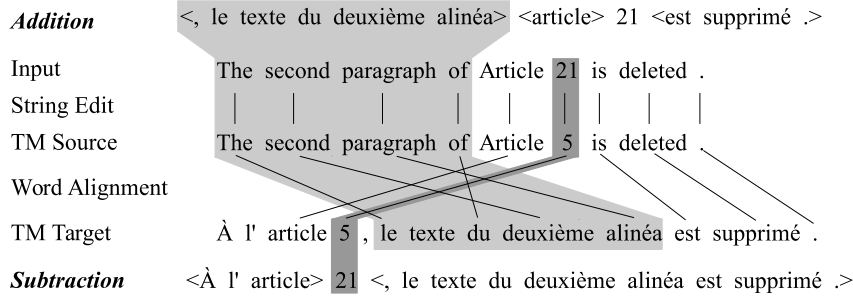 Addition <, le texte du deuxième alinéa> <article> 21 <est supprimé .>
Input The second paragraph of Article 21 is deleted .
String Edit
TM Source The second paragraph of Article 5 is deleted .
Word Alignment
TM Target À l' article 5 , le texte du deuxième alinéa est supprimé .
Subtraction <À l' article> 21 <, le texte du deuxième alinéa est supprimé .>